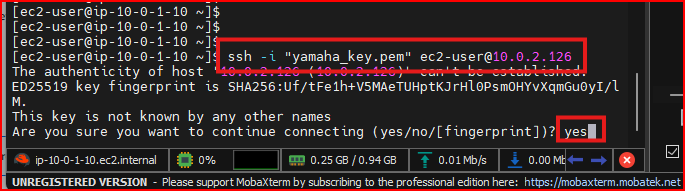 [ec2-user@ip-10-0-1-10 ~]$
[ec2-user@ip-10-0-1-10 ~]$
[ec2-user@ip-10-0-1-10 ~]$
[ec2-user@ip-10-0-1-10 ~]$ ssh -i "yamaha_key.pem" ec2-user@10.0.2.126
The authenticity of host '10.0.2.126 (10.0.2.126)' can't be established.
ED25519 key fingerprint is SHA256:Uf/tFe1h+V5MAeTUHptKJrHl0PsmOHYvXqmGu0yI/l
M.
This key is not known by any other names
Are you sure you want to continue connecting (yes/no/[fingerprint])? yes
ip-10-0-1-10.ec2.internal 0% 0.25 GB / 0.94 GB 0.01 Mb/s 0.00 Mb
UNREGISTERED VERSION - Please support MobaXterm by subscribing to the professional edition here: https://mobaxterm.mobatek.net